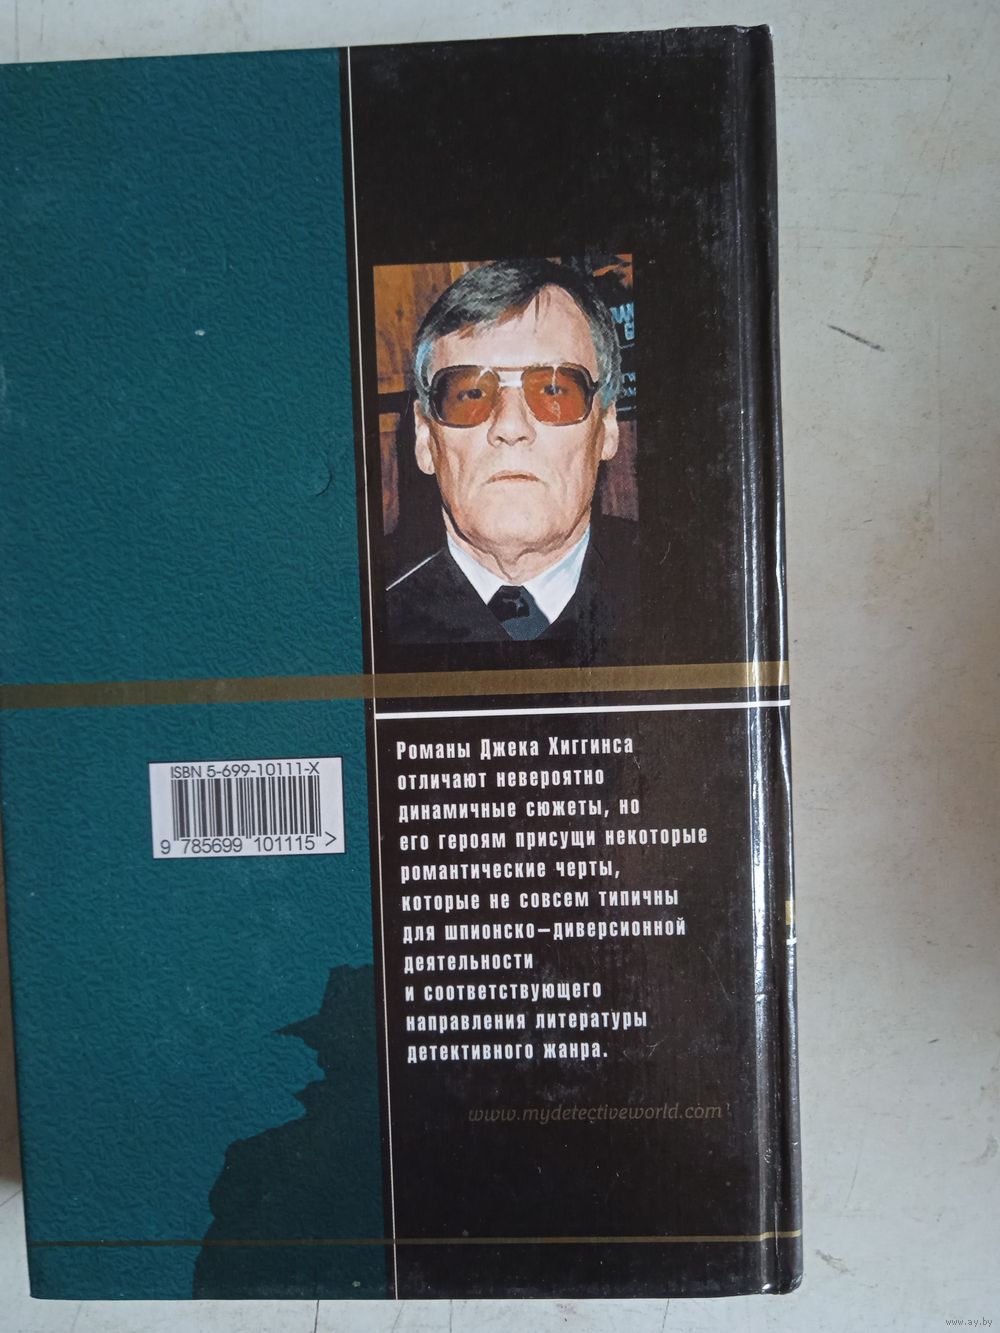 Романы Джека Хиггинса
отличают невероятно
динамичные сюжеты, но
его героям присущи некоторые
романтические черты,
которые не совсем типичны
для шпионско–диверсионной
деятельности
и соответствующего
направления литературы
детективного жанра.
ISBN 5-699-10111-X
9 785699 101115 >
www.mydetectiveworld.com
www.ay.by